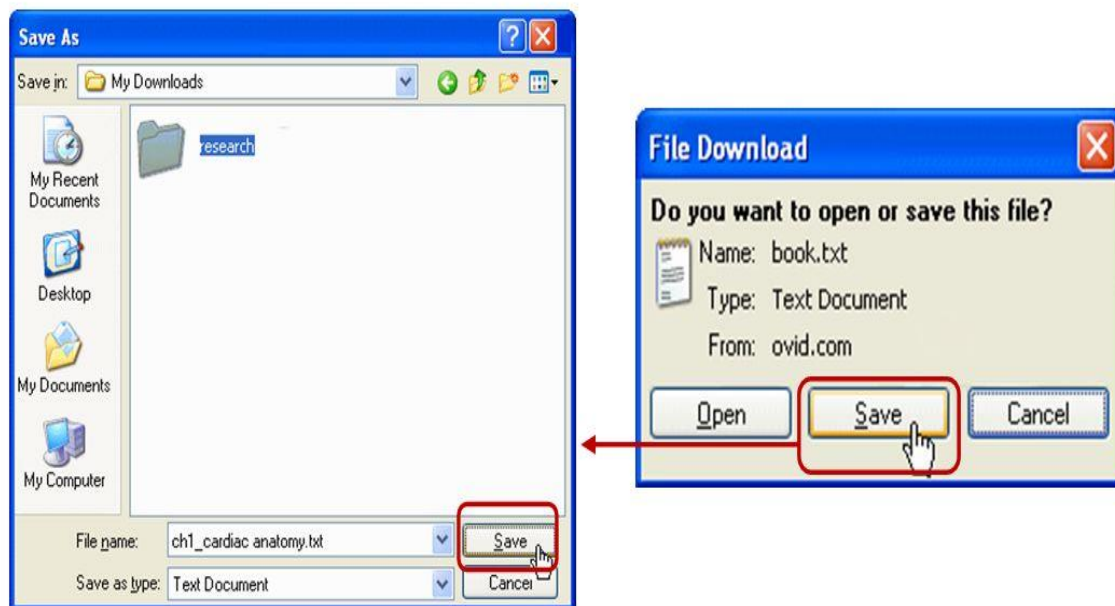 Save As
Save in: My Downloads
research
My Recent
Documents
Desktop
My Documents
My Computer
File name: ch1_cardiac anatomy.txt Save
Save as type: Text Document Cancel
File Download
Do you want to open or save this file?
Name: book.txt
Type: Text Document
From: ovid.com
Open Save Cancel